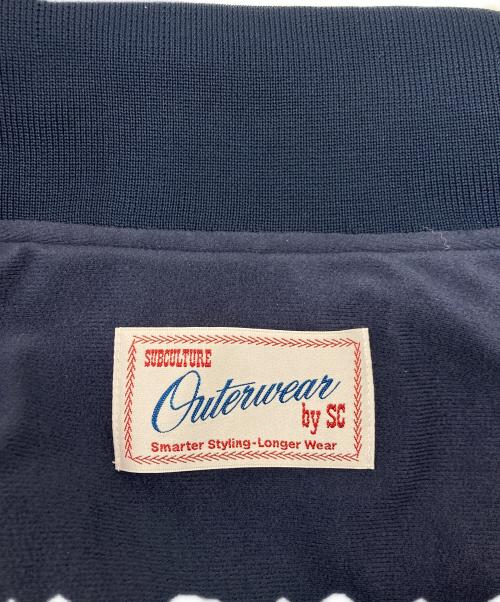 SUBCULTURE
Outerwear
by SC
Smarter Styling-Longer Wear